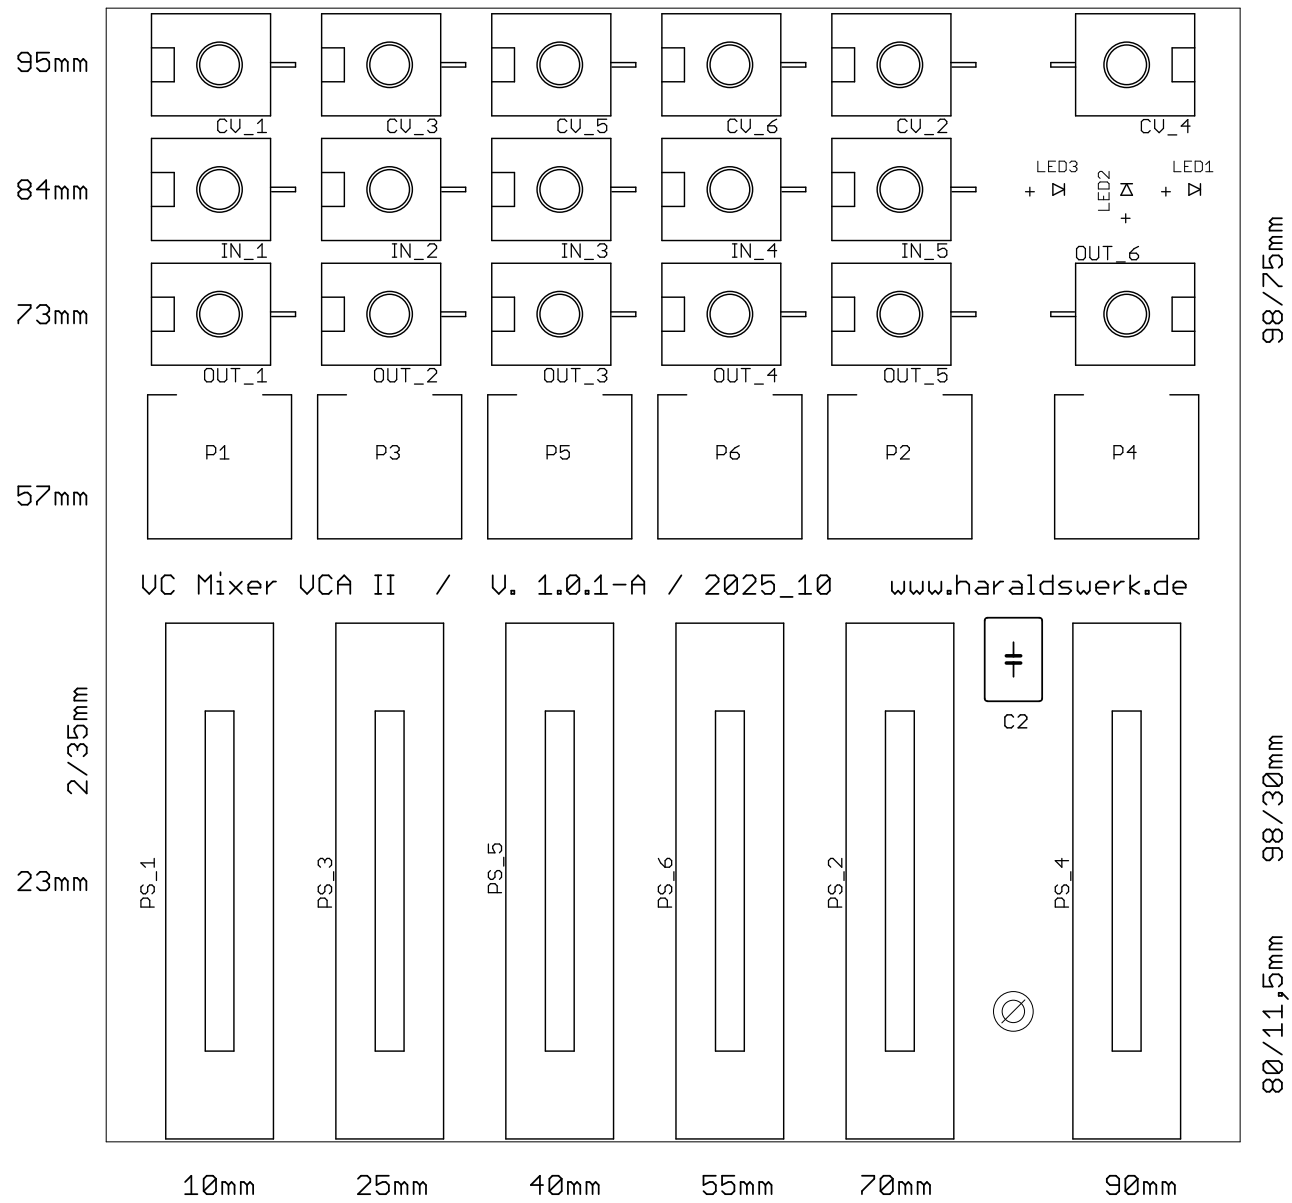 95mm
CV_1 CV_3 CV_5 CV_6 CV_2 CV_4
LED3 LED2 LED1
+ + +
84mm
IN_1 IN_2 IN_3 IN_4 IN_5 OUT_6
98/75mm
73mm
OUT_1 OUT_2 OUT_3 OUT_4 OUT_5
P1 P3 P5 P6 P2 P4
57mm
VC Mixer VCA II / V. 1.0.1-A / 2025_10 www.haraldswerk.de
C2
2/35mm
98/30mm
PS_1 PS_3 PS_5 PS_6 PS_2 PS_4
23mm
80/11,5mm
10mm 25mm 40mm 55mm 70mm 90mm